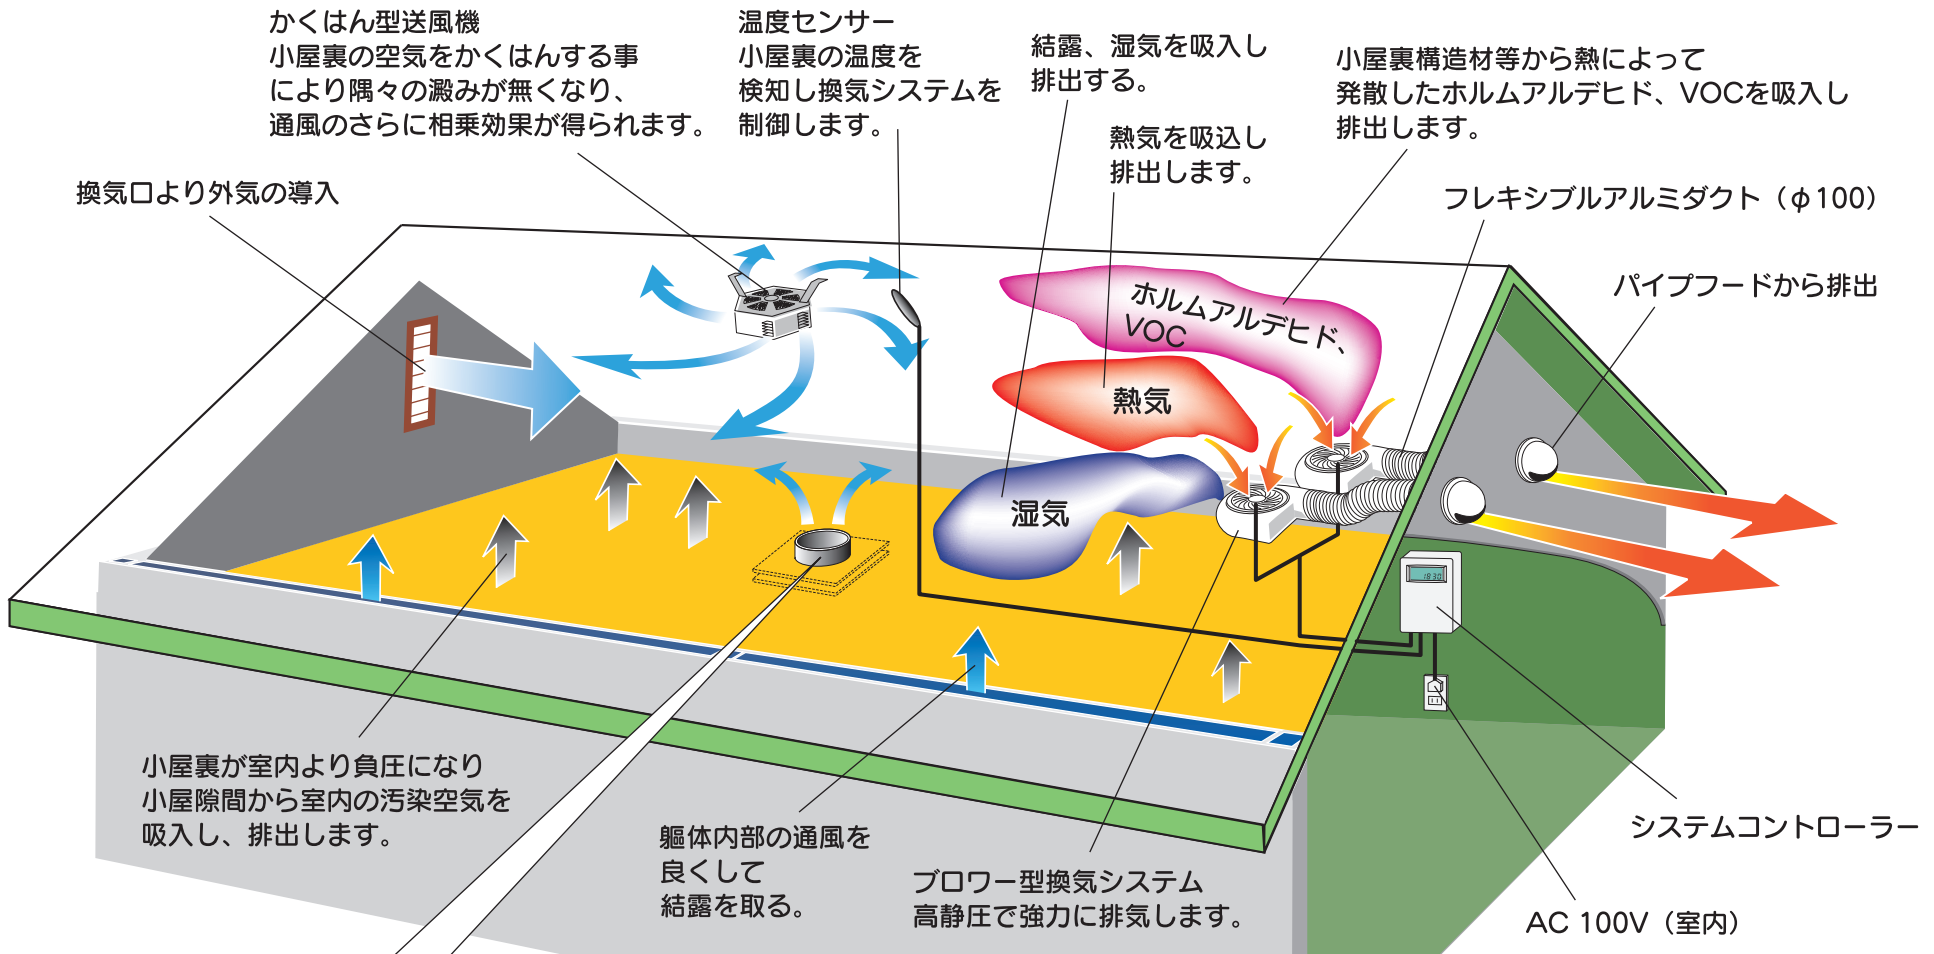 かくはん型送風機
小屋裏の空気をかくはんする事
により隅々の澱みが無くなり、
通風のさらに相乗効果が得られます。
温度センサー
小屋裏の温度を
検知し換気システムを
制御します。
結露、湿気を吸入し
排出する。
熱気を吸込し
排出します。
小屋裏構造材等から熱によって
発散したホルムアルデヒド、VOCを吸入し
排出します。
換気口より外気の導入
フレキシブルアルミダクト（φ100）
パイプフードから排出
ホルムアルデヒド、
VOC
熱気
湿気
18:30
小屋裏が室内より負圧になり
小屋隙間から室内の汚染空気を
吸入し、排出します。
躯体内部の通風を
良くして
結露を取る。
ブロワー型換気システム
高静圧で強力に排気します。
システムコントローラー
AC 100V（室内）